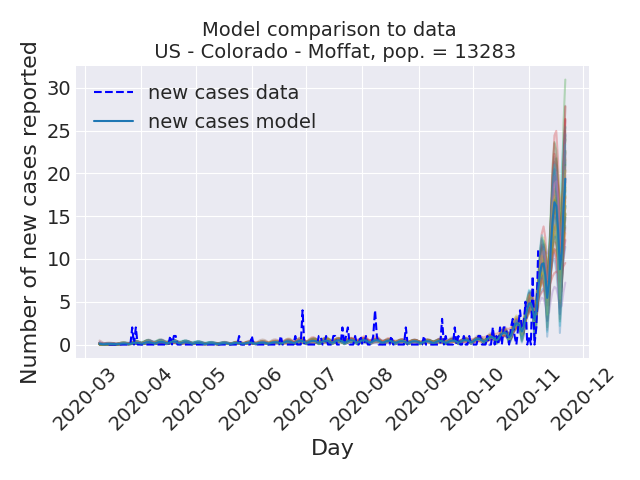 Model comparison to data
US - Colorado - Moffat, pop. = 13283
Number of new cases reported
30
25
20
15
10
5
0
new cases data
new cases model
2020-03
2020-04
2020-05
2020-06
2020-07
2020-08
2020-09
2020-10
2020-11
2020-12
Day